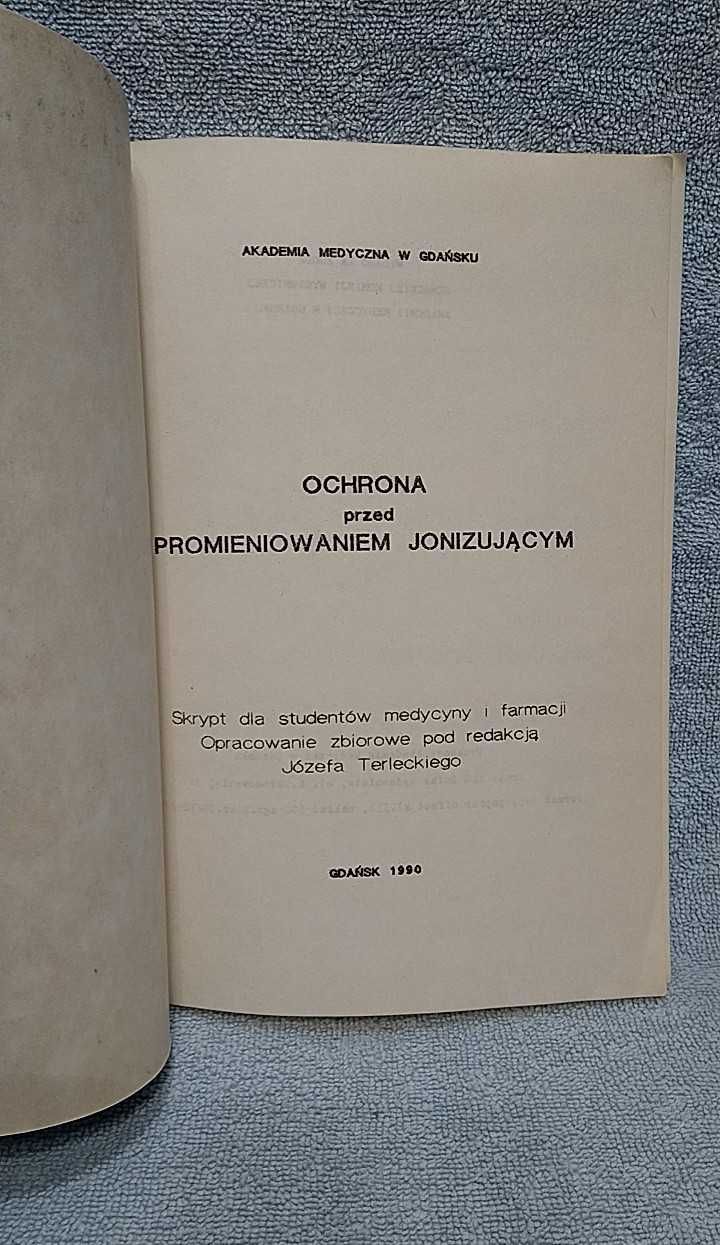 AKADEMIA MEDYCZNA W GDAŃSKU
OCHRONA
przed
PROMIENIOWANIEM JONIZUJĄCYM
Skrypt dla studentów medycyny i farmacji
Opracowanie zbiorowe pod redakcją
Józefa Terleckiego
GDAŃSK 1990